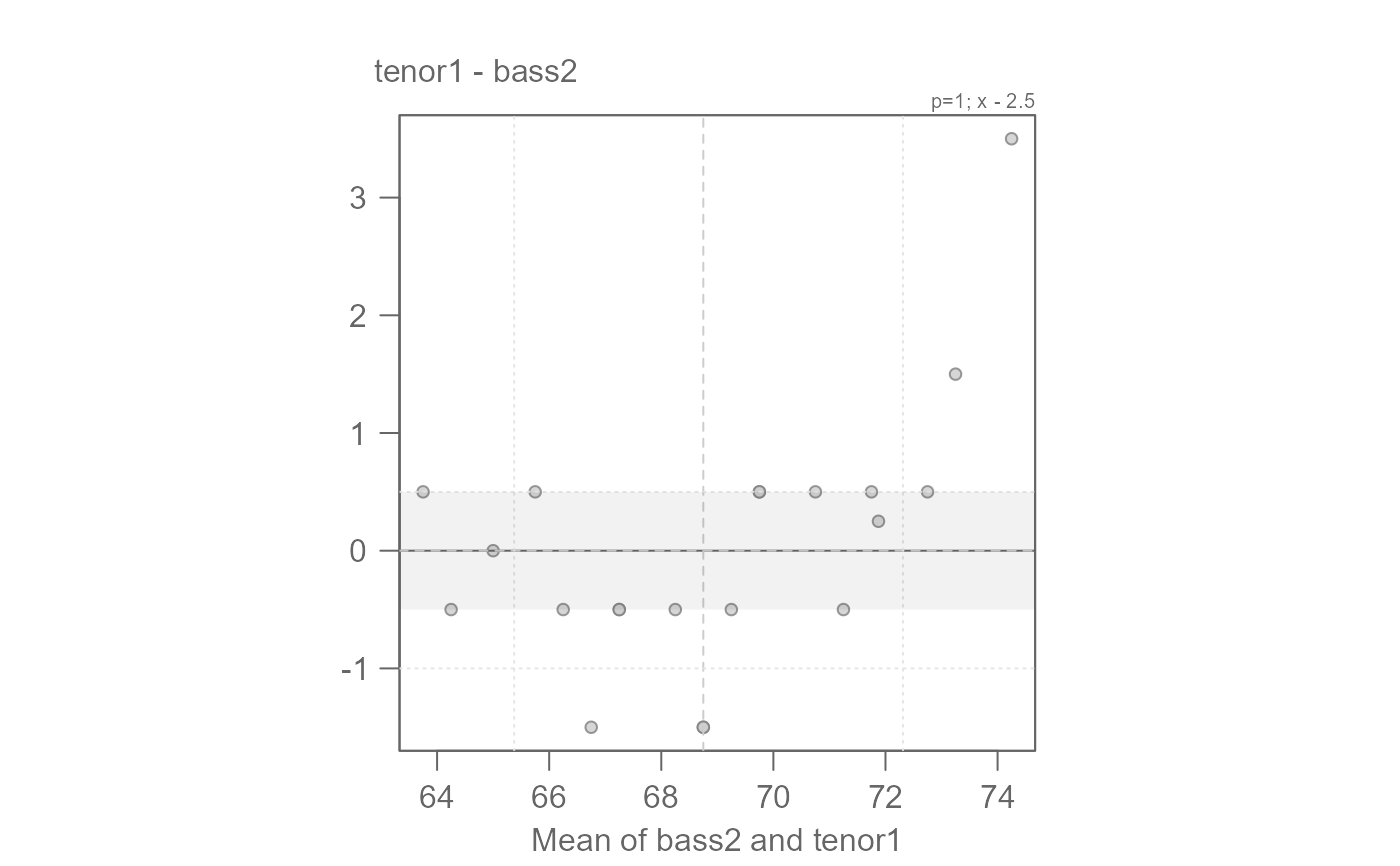 tenor1 - bass2
p=1; x - 2.5
3
2
1
0
-1
64 66 68 70 72 74
Mean of bass2 and tenor1